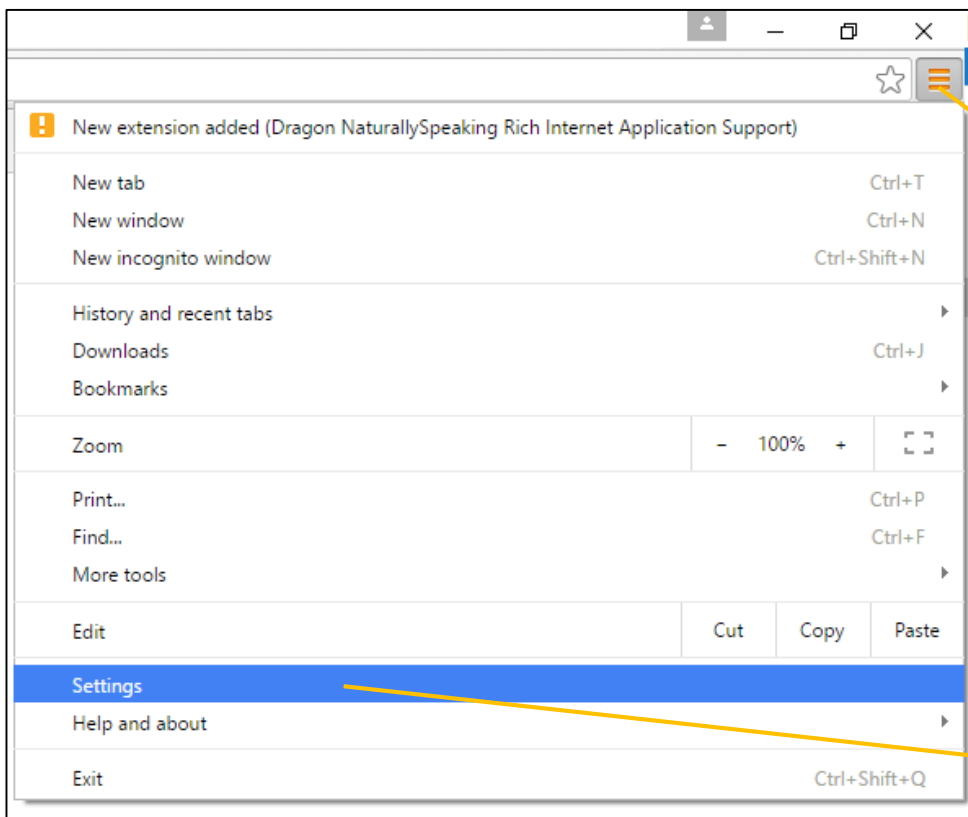 New extension added (Dragon NaturallySpeaking Rich Internet Application Support)
New tab Ctrl+T
New window Ctrl+N
New incognito window Ctrl+Shift+N
History and recent tabs
Downloads Ctrl+J
Bookmarks
Zoom - 100% +
Print... Ctrl+P
Find... Ctrl+F
More tools
Edit Cut Copy Paste
Settings
Help and about
Exit Ctrl+Shift+Q